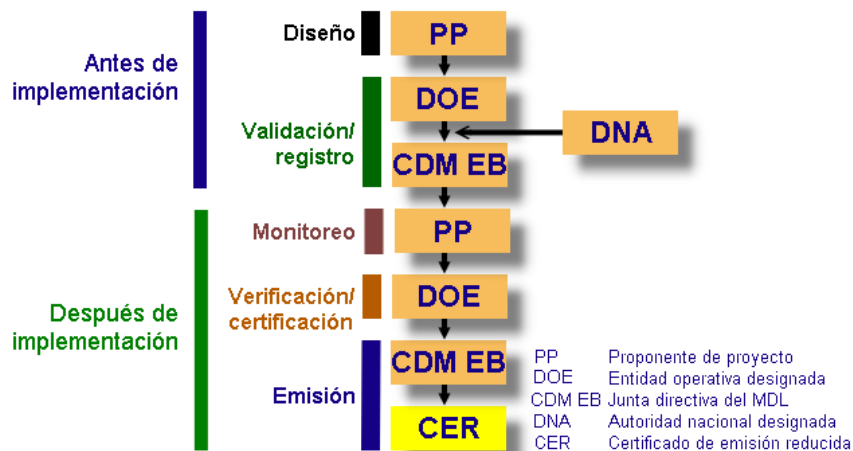 Diseño
PP
Antes de
implementación
DOE
Validación/
registro
DNA
CDM EB
Monitoreo
PP
Verificación/
certificación
DOE
Después de
implementación
CDM EB
Emisión
CER
PP Proponente de proyecto
DOE Entidad operativa designada
CDM EB Junta directiva del MDL
DNA Autoridad nacional designada
CER Certificado de emisión reducida